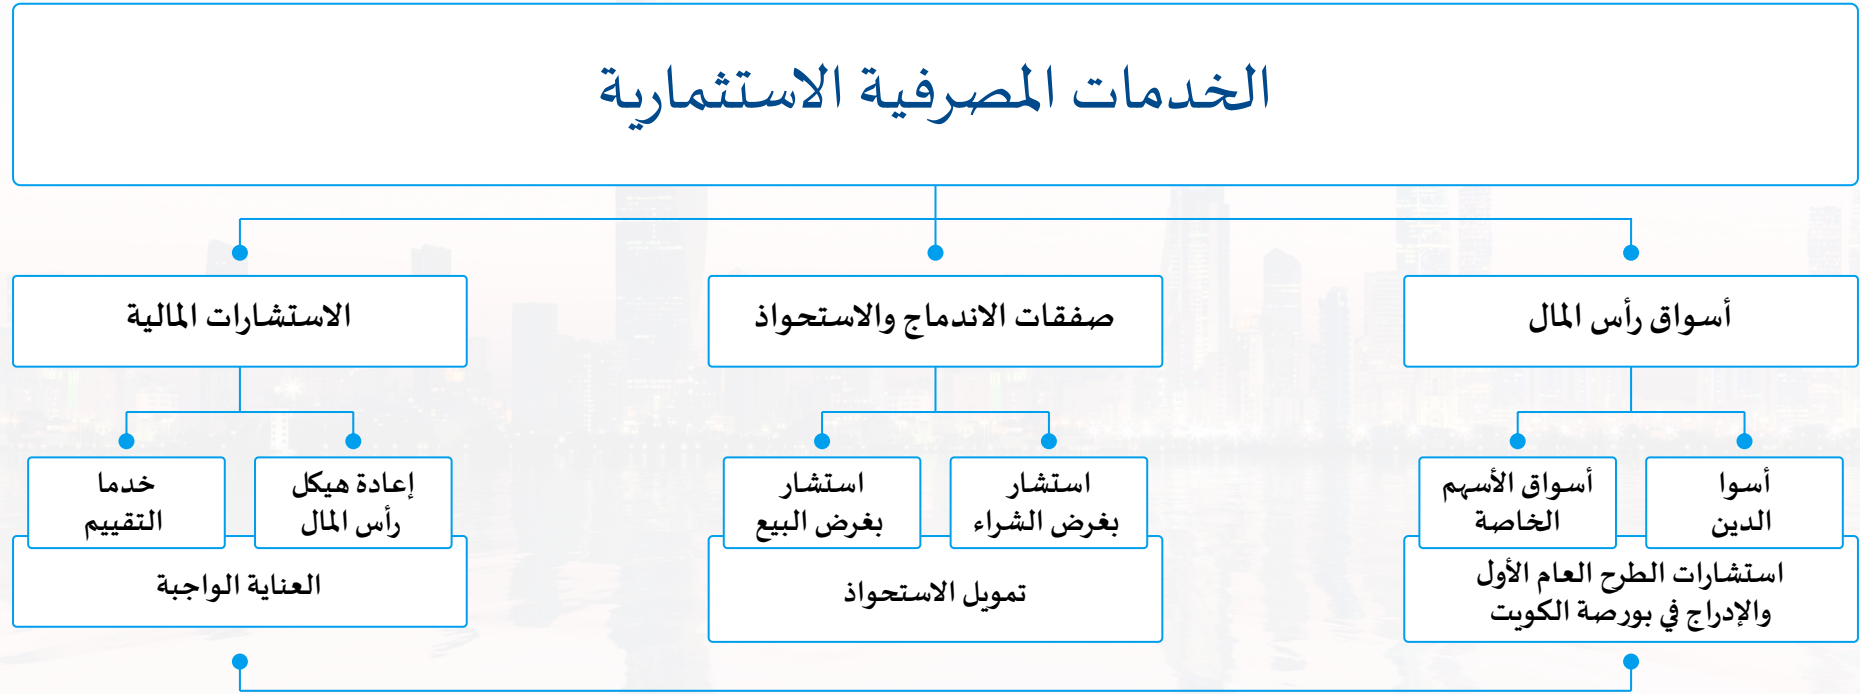 الخدمات المصرفية الاستثمارية
أسواق رأس المال
صفقات الاندماج والاستحواذ
الاستشارات المالية
أسوا
الدين
أسواق الأسهم
الخاصة
استشارات الطرح العام الأول
والإدراج في بورصة الكويت
استشار
بغرض الشراء
استشار
بغرض البيع
تمويل الاستحواذ
إعادة هيكل
رأس المال
خدما
التقييم
العناية الواجبة